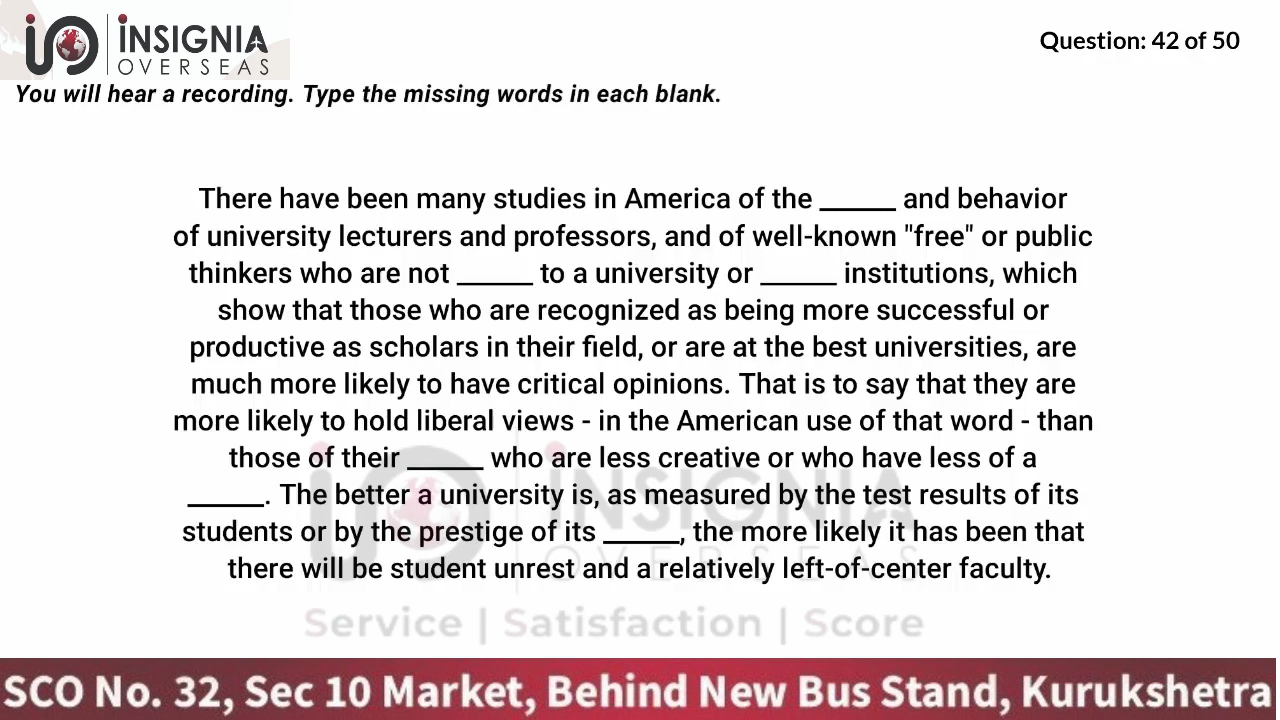 INSIGNIA
OVERSEAS
Question: 42 of 50
You will hear a recording. Type the missing words in each blank.
There have been many studies in America of the ______ and behavior
of university lecturers and professors, and of well-known "free" or public
thinkers who are not ______ to a university or ______ institutions, which
show that those who are recognized as being more successful or
productive as scholars in their field, or are at the best universities, are
much more likely to have critical opinions. That is to say that they are
more likely to hold liberal views - in the American use of that word - than
those of their ______ who are less creative or who have less of a
______. The better a university is, as measured by the test results of its
students or by the prestige of its ______, the more likely it has been that
there will be student unrest and a relatively left-of-center faculty.
INSIGNIA
OVERSEAS
Service | Satisfaction | Score
SCO No. 32, Sec 10 Market, Behind New Bus Stand, Kurukshetra